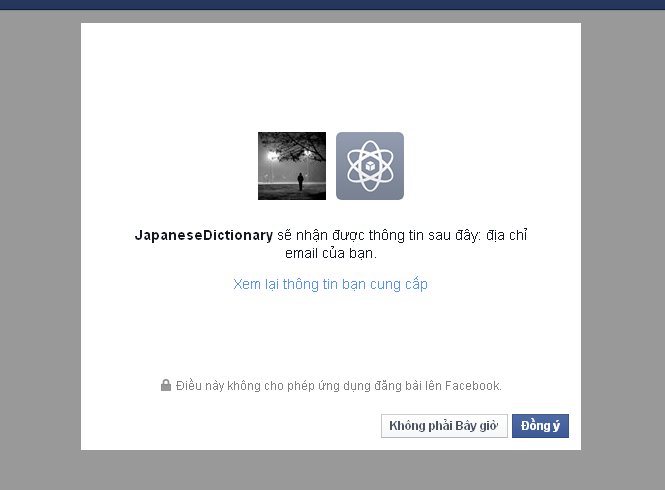 JapaneseDictionary sẽ nhận được thông tin sau đây: địa chỉ
email của bạn.
Xem lại thông tin bạn cung cấp
Điều này không cho phép ứng dụng đăng bài lên Facebook.
Không phải Bây giờ
Đồng ý